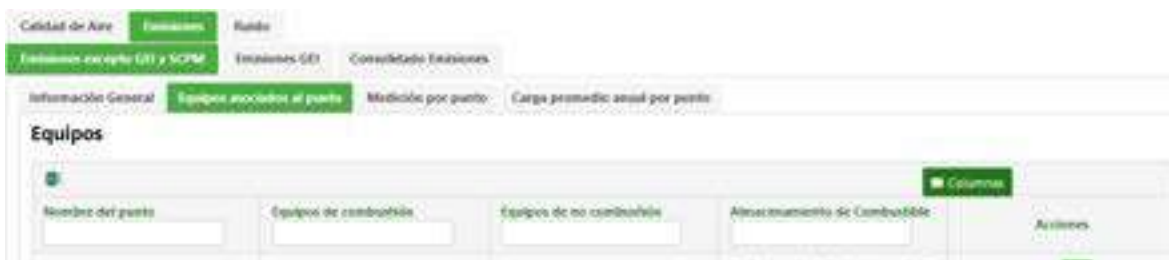 Calidad de Aire Emisiones Ruido
Emisiones excepto GEI y SCPM Emisiones GEI Consolidado Emisiones
Información General Equipos asociados al punto Medición por punto Carga promedio anual por punto
Equipos
Columnas
Nombre del punto Equipos de combustión Equipos de no combustión Almacenamiento de Combustible Acciones